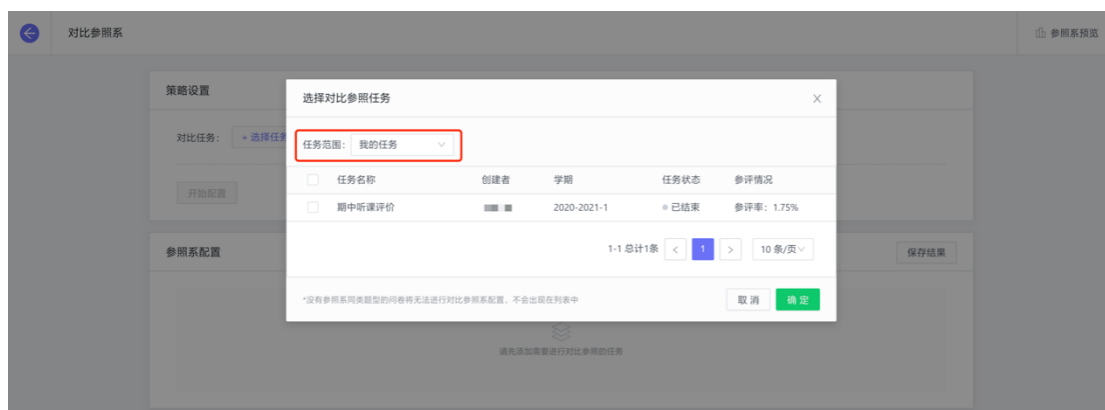 对比参照系
参照系预览
策略设置
对比任务：
+ 选择任务
开始配置
参照系配置
保存结果
请先添加需要进行对比参照的任务
选择对比参照任务
任务范围： 我的任务
任务名称 创建者 学期 任务状态 参评情况
期中听课评价 2020-2021-1 已结束 参评率：1.75%
1-1 总计1条 < 1 > 10 条/页
*没有参照系同类题型的问卷将无法进行对比参照系配置，不会出现在列表中
取 消 确 定